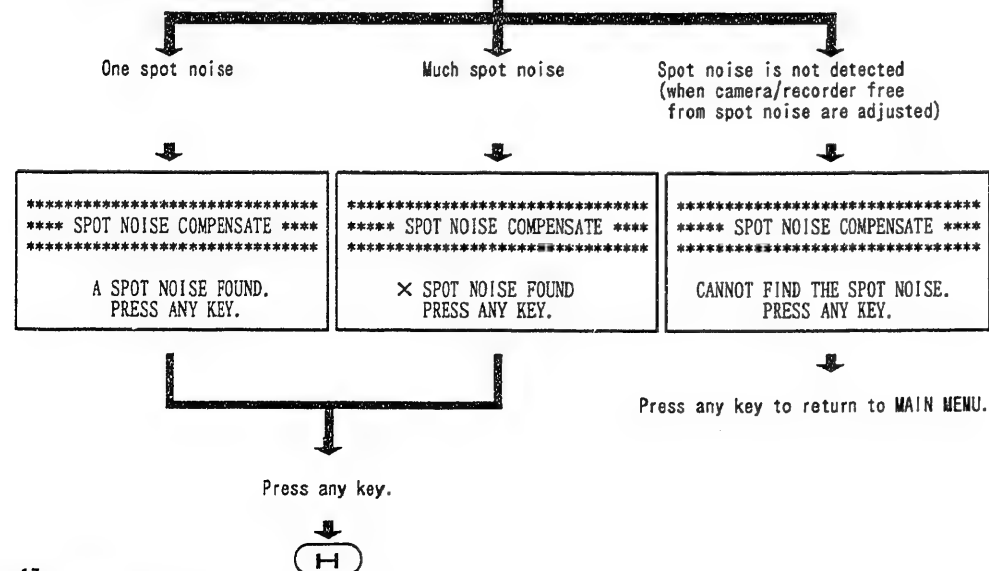 One spot noise
Much spot noise
Spot noise is not detected
(when camera/recorder free
from spot noise are adjusted)
*****************************
**** SPOT NOISE COMPENSATE ****
*****************************
A SPOT NOISE FOUND.
PRESS ANY KEY.
******************************
***** SPOT NOISE COMPENSATE ****
******************************
× SPOT NOISE FOUND
PRESS ANY KEY.
******************************
***** SPOT NOISE COMPENSATE ****
******************************
CANNOT FIND THE SPOT NOISE.
PRESS ANY KEY.
Press any key to return to MAIN MEMU.
Press any key.
H